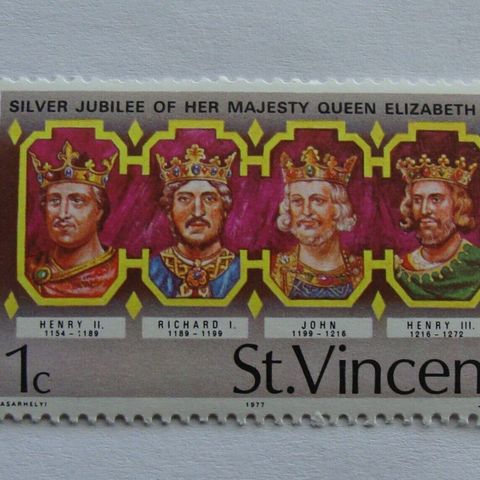 SILVER JUBILEE OF HER MAJESTY QUEEN ELIZABETH
HENRY II. RICHARD I. JOHN HENRY III.
1154-1189 1189-1199 1199-1216 1216-1272
1c St.Vincen
ASARHELYI 1977